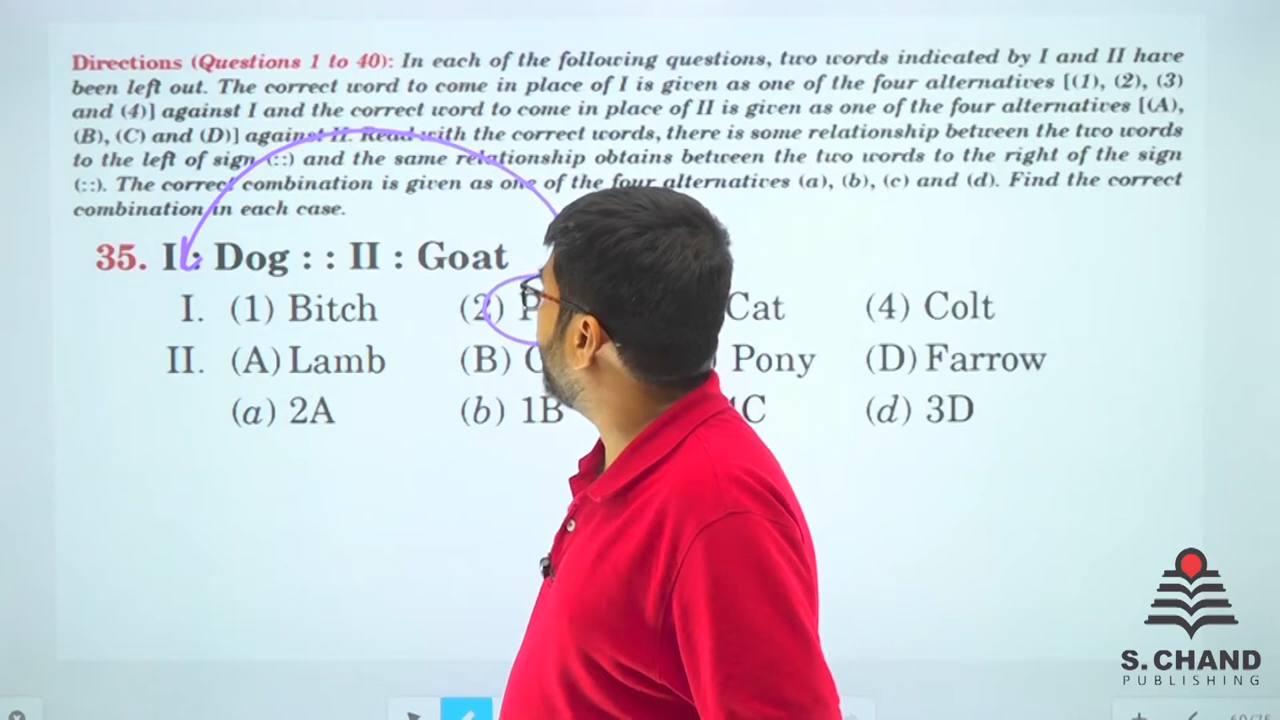 Directions (Questions 1 to 40): In each of the following questions, two words indicated by I and II have
been left out. The correct word to come in place of I is given as one of the four alternatives [(1), (2), (3)
and (4)] against I and the correct word to come in place of II is given as one of the four alternatives [(A),
(B), (C) and (D)] against II. Read with the correct words, there is some relationship between the two words
to the left of sign (::) and the same relationship obtains between the two words to the right of the sign
(::). The correct combination is given as one of the four alternatives (a), (b), (c) and (d). Find the correct
combination in each case.
35. I : Dog : : II : Goat
I. (1) Bitch (2) Cat (4) Colt
II. (A) Lamb (B) Pony (D) Farrow
(a) 2A (b) 1B (d) 3D
S. CHAND
PUBLISHING